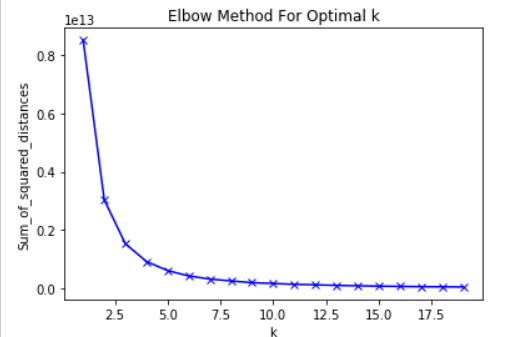 Elbow Method For Optimal k
1e13
0.8
0.6
0.4
0.2
0.0
Sum_of_squared_distances
2.5 5.0 7.5 10.0 12.5 15.0 17.5
k